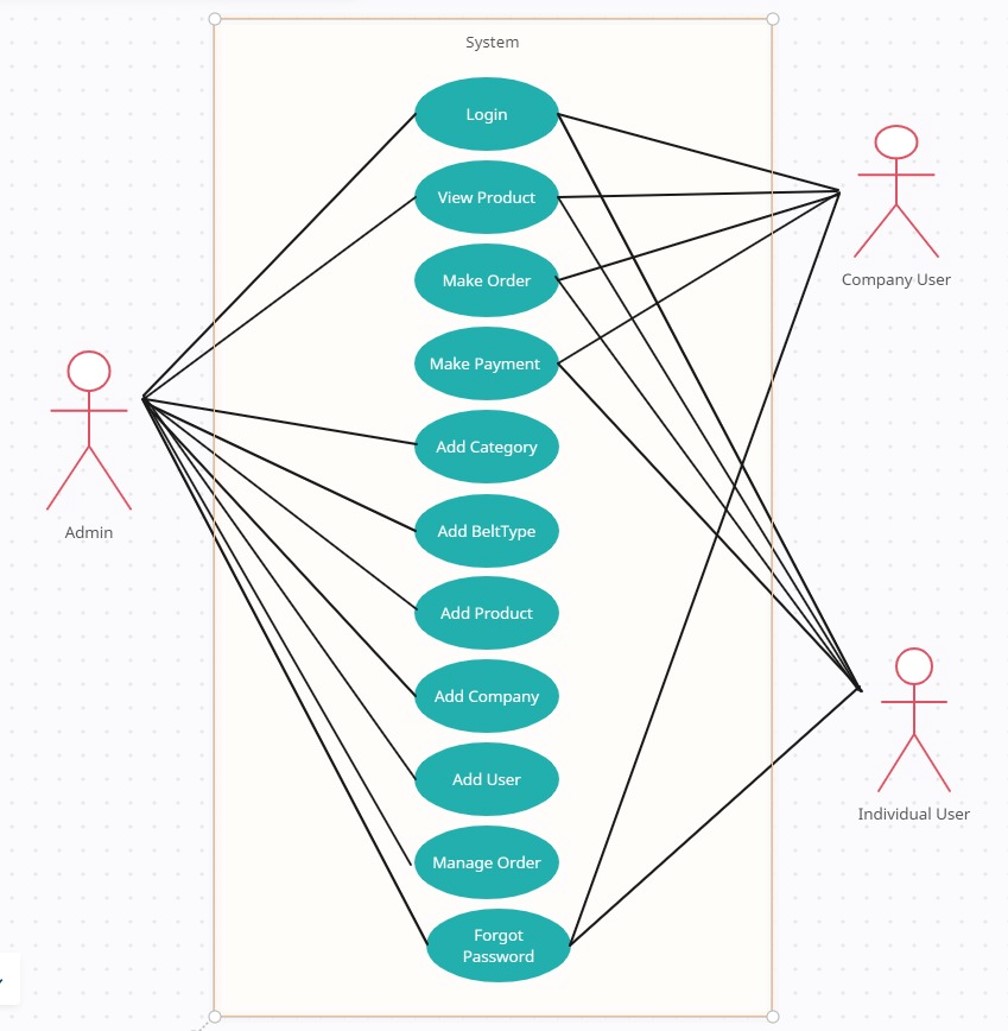 System
Login
View Product
Make Order
Make Payment
Add Category
Add BeltType
Add Product
Add Company
Add User
Manage Order
Forgot
Password
Admin
Company User
Individual User